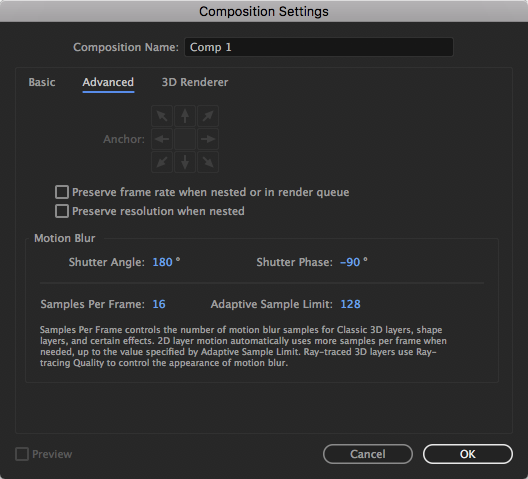 Composition Settings
Composition Name: Comp 1
Basic Advanced 3D Renderer
Anchor:
Preserve frame rate when nested or in render queue
Preserve resolution when nested
Motion Blur
Shutter Angle: 180 ° Shutter Phase: -90 °
Samples Per Frame: 16 Adaptive Sample Limit: 128
Samples Per Frame controls the number of motion blur samples for Classic 3D layers, shape
layers, and certain effects. 2D layer motion automatically uses more samples per frame when
needed, up to the value specified by Adaptive Sample Limit. Ray-traced 3D layers use Ray-
tracing Quality to control the appearance of motion blur.
Preview Cancel OK